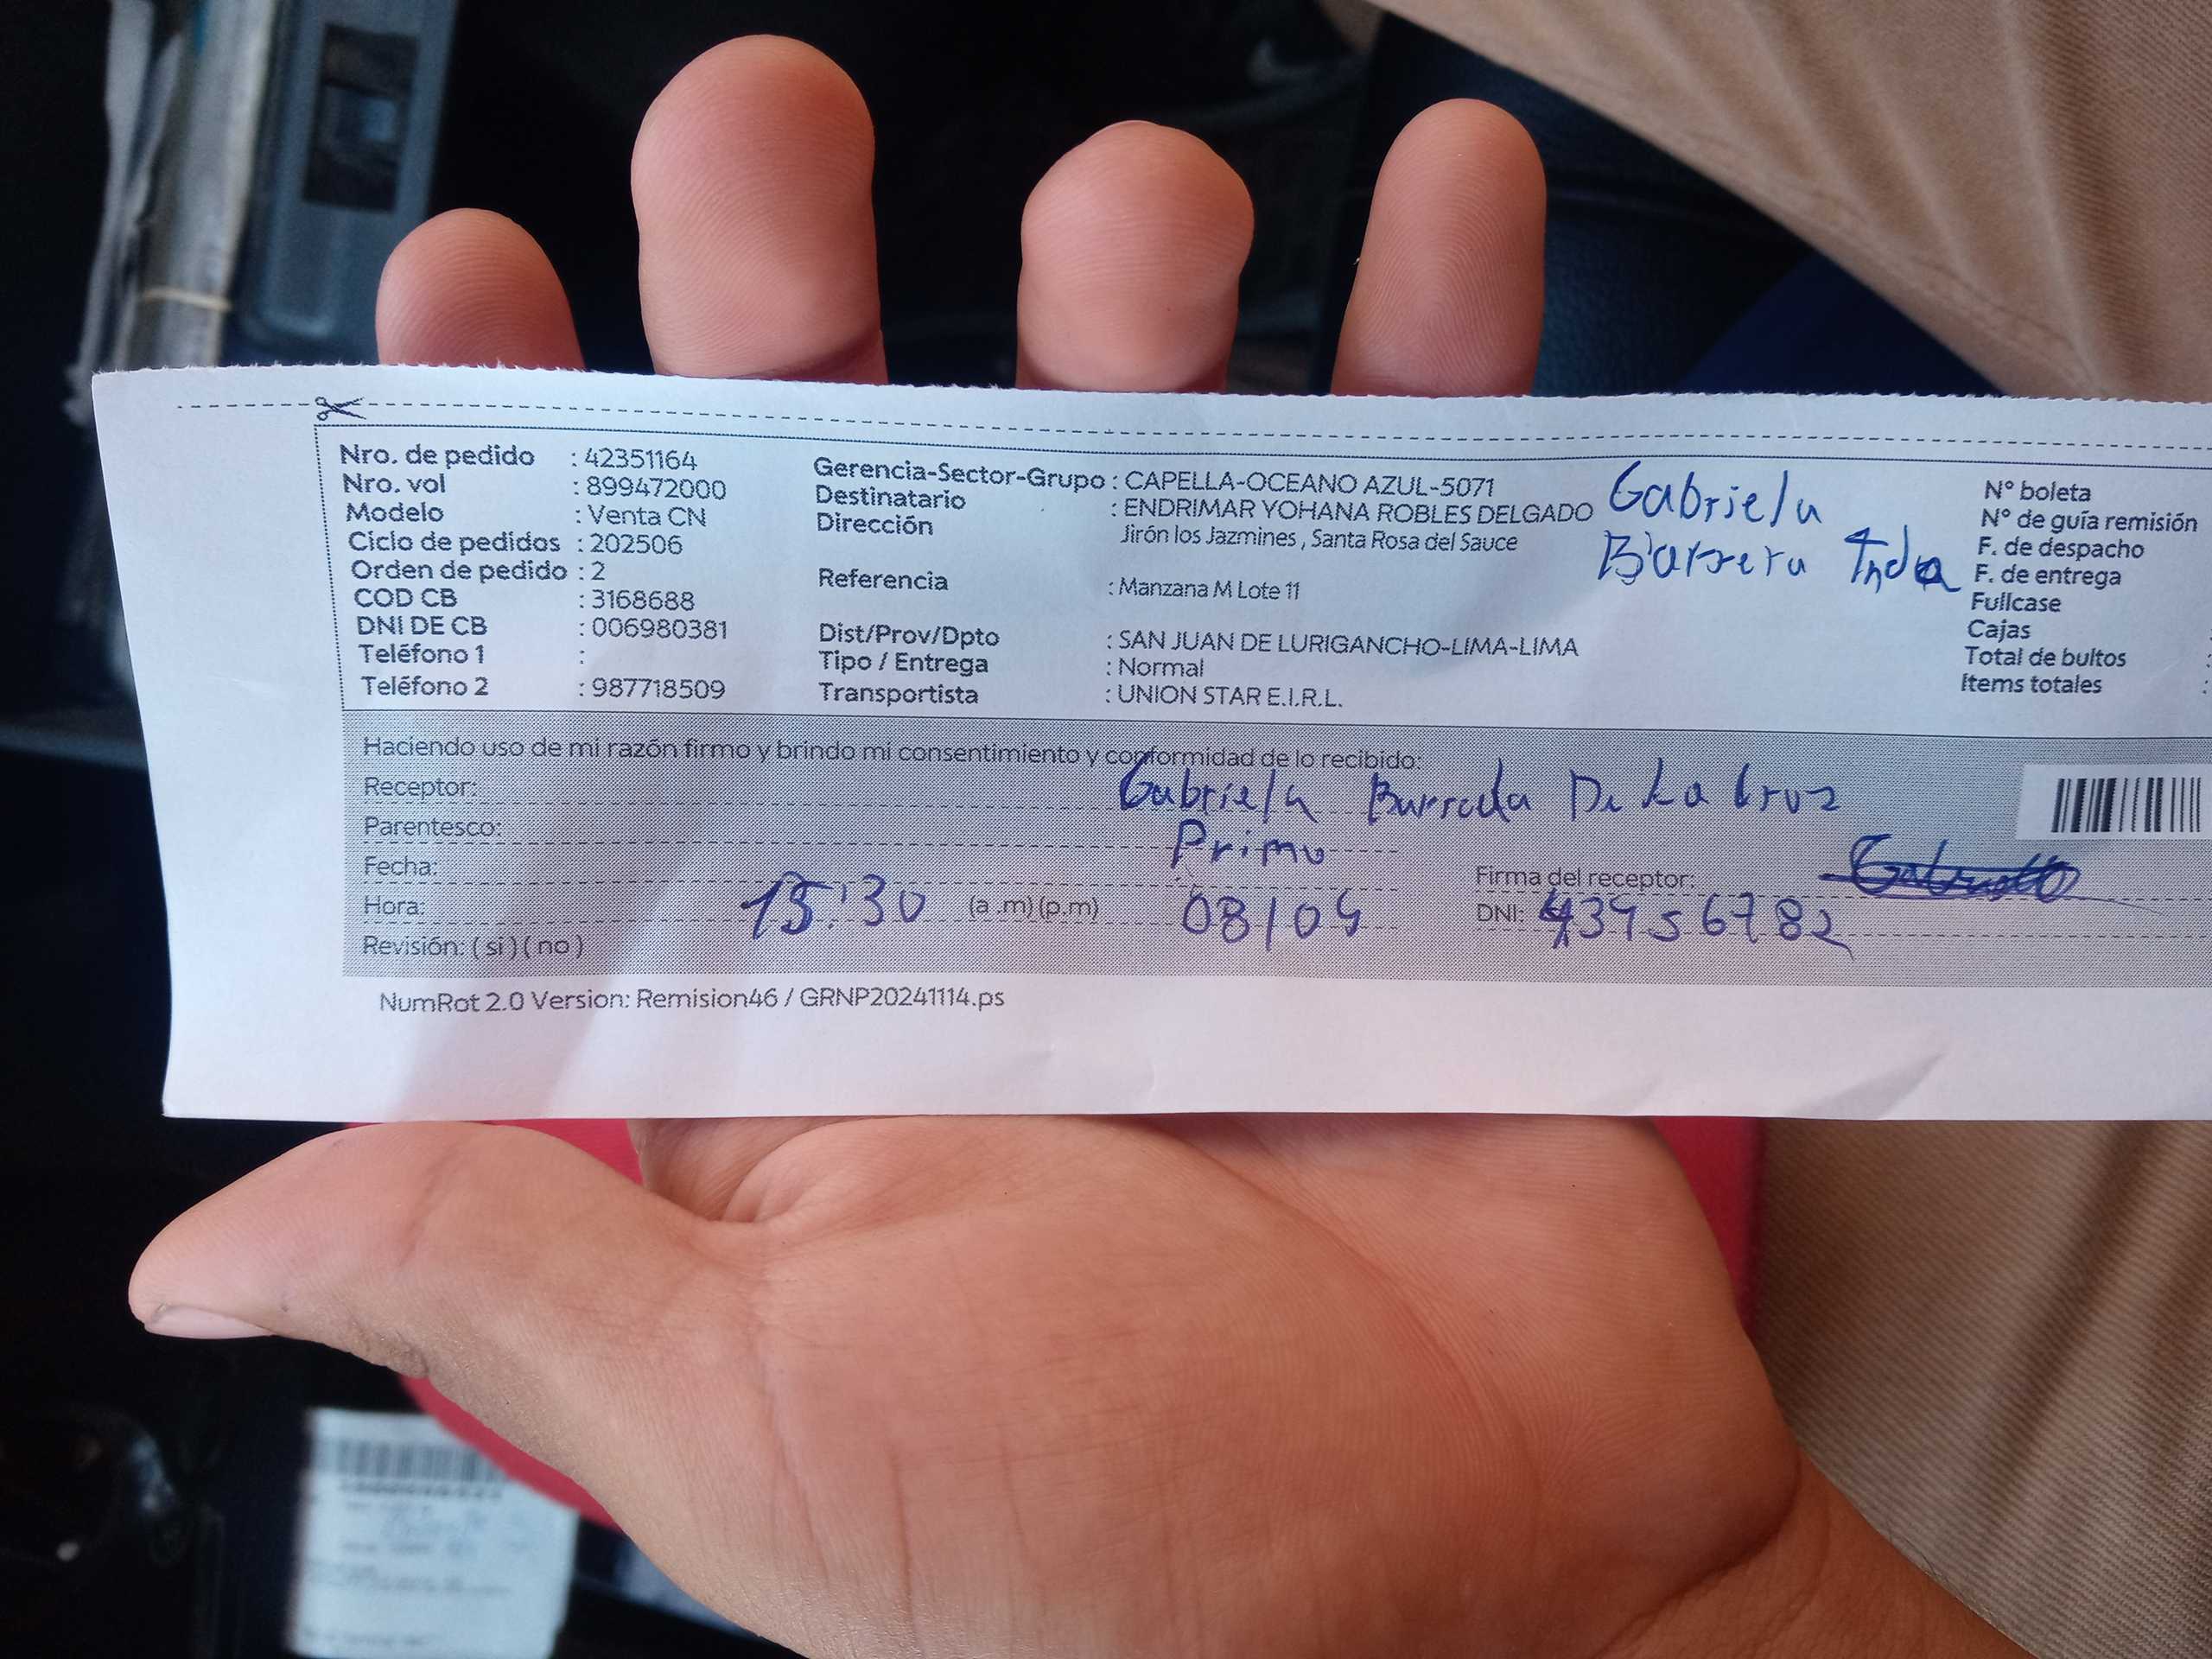 Nro. de pedido : 42351164
Nro. vol : 899472000
Modelo : Venta CN
Ciclo de pedidos : 202506
Orden de pedido : 2
COD CB : 3168688
DNI DE CB : 006980381
Teléfono 1 :
Teléfono 2 : 987718509
Gerencia-Sector-Grupo : CAPELLA-OCEANO AZUL-5071
Destinatario : ENDRIMAR YOHANA ROBLES DELGADO
Dirección Jirón los Jazmines , Santa Rosa del Sauce
Referencia : Manzana M Lote 11
Dist/Prov/Dpto : SAN JUAN DE LURIGANCHO-LIMA-LIMA
Tipo / Entrega : Normal
Transportista : UNION STAR E.I.R.L.
Gabriela
Barrera
N° boleta
N° de guía remisión
F. de despacho
F. de entrega
Fullcase
Cajas
Total de bultos :
Items totales :
Haciendo uso de mi razón firmo y brindo mi consentimiento y conformidad de lo recibido:
Receptor: Gabriela De La Cruz
Parentesco: Primo
Fecha:
Firma del receptor:
Hora: 15:30 (a .m)(p.m) 08/04
DNI: 43956782
Revisión: ( si ) ( no )
NumRot 2.0 Version: Remision46 / GRNP20241114.ps